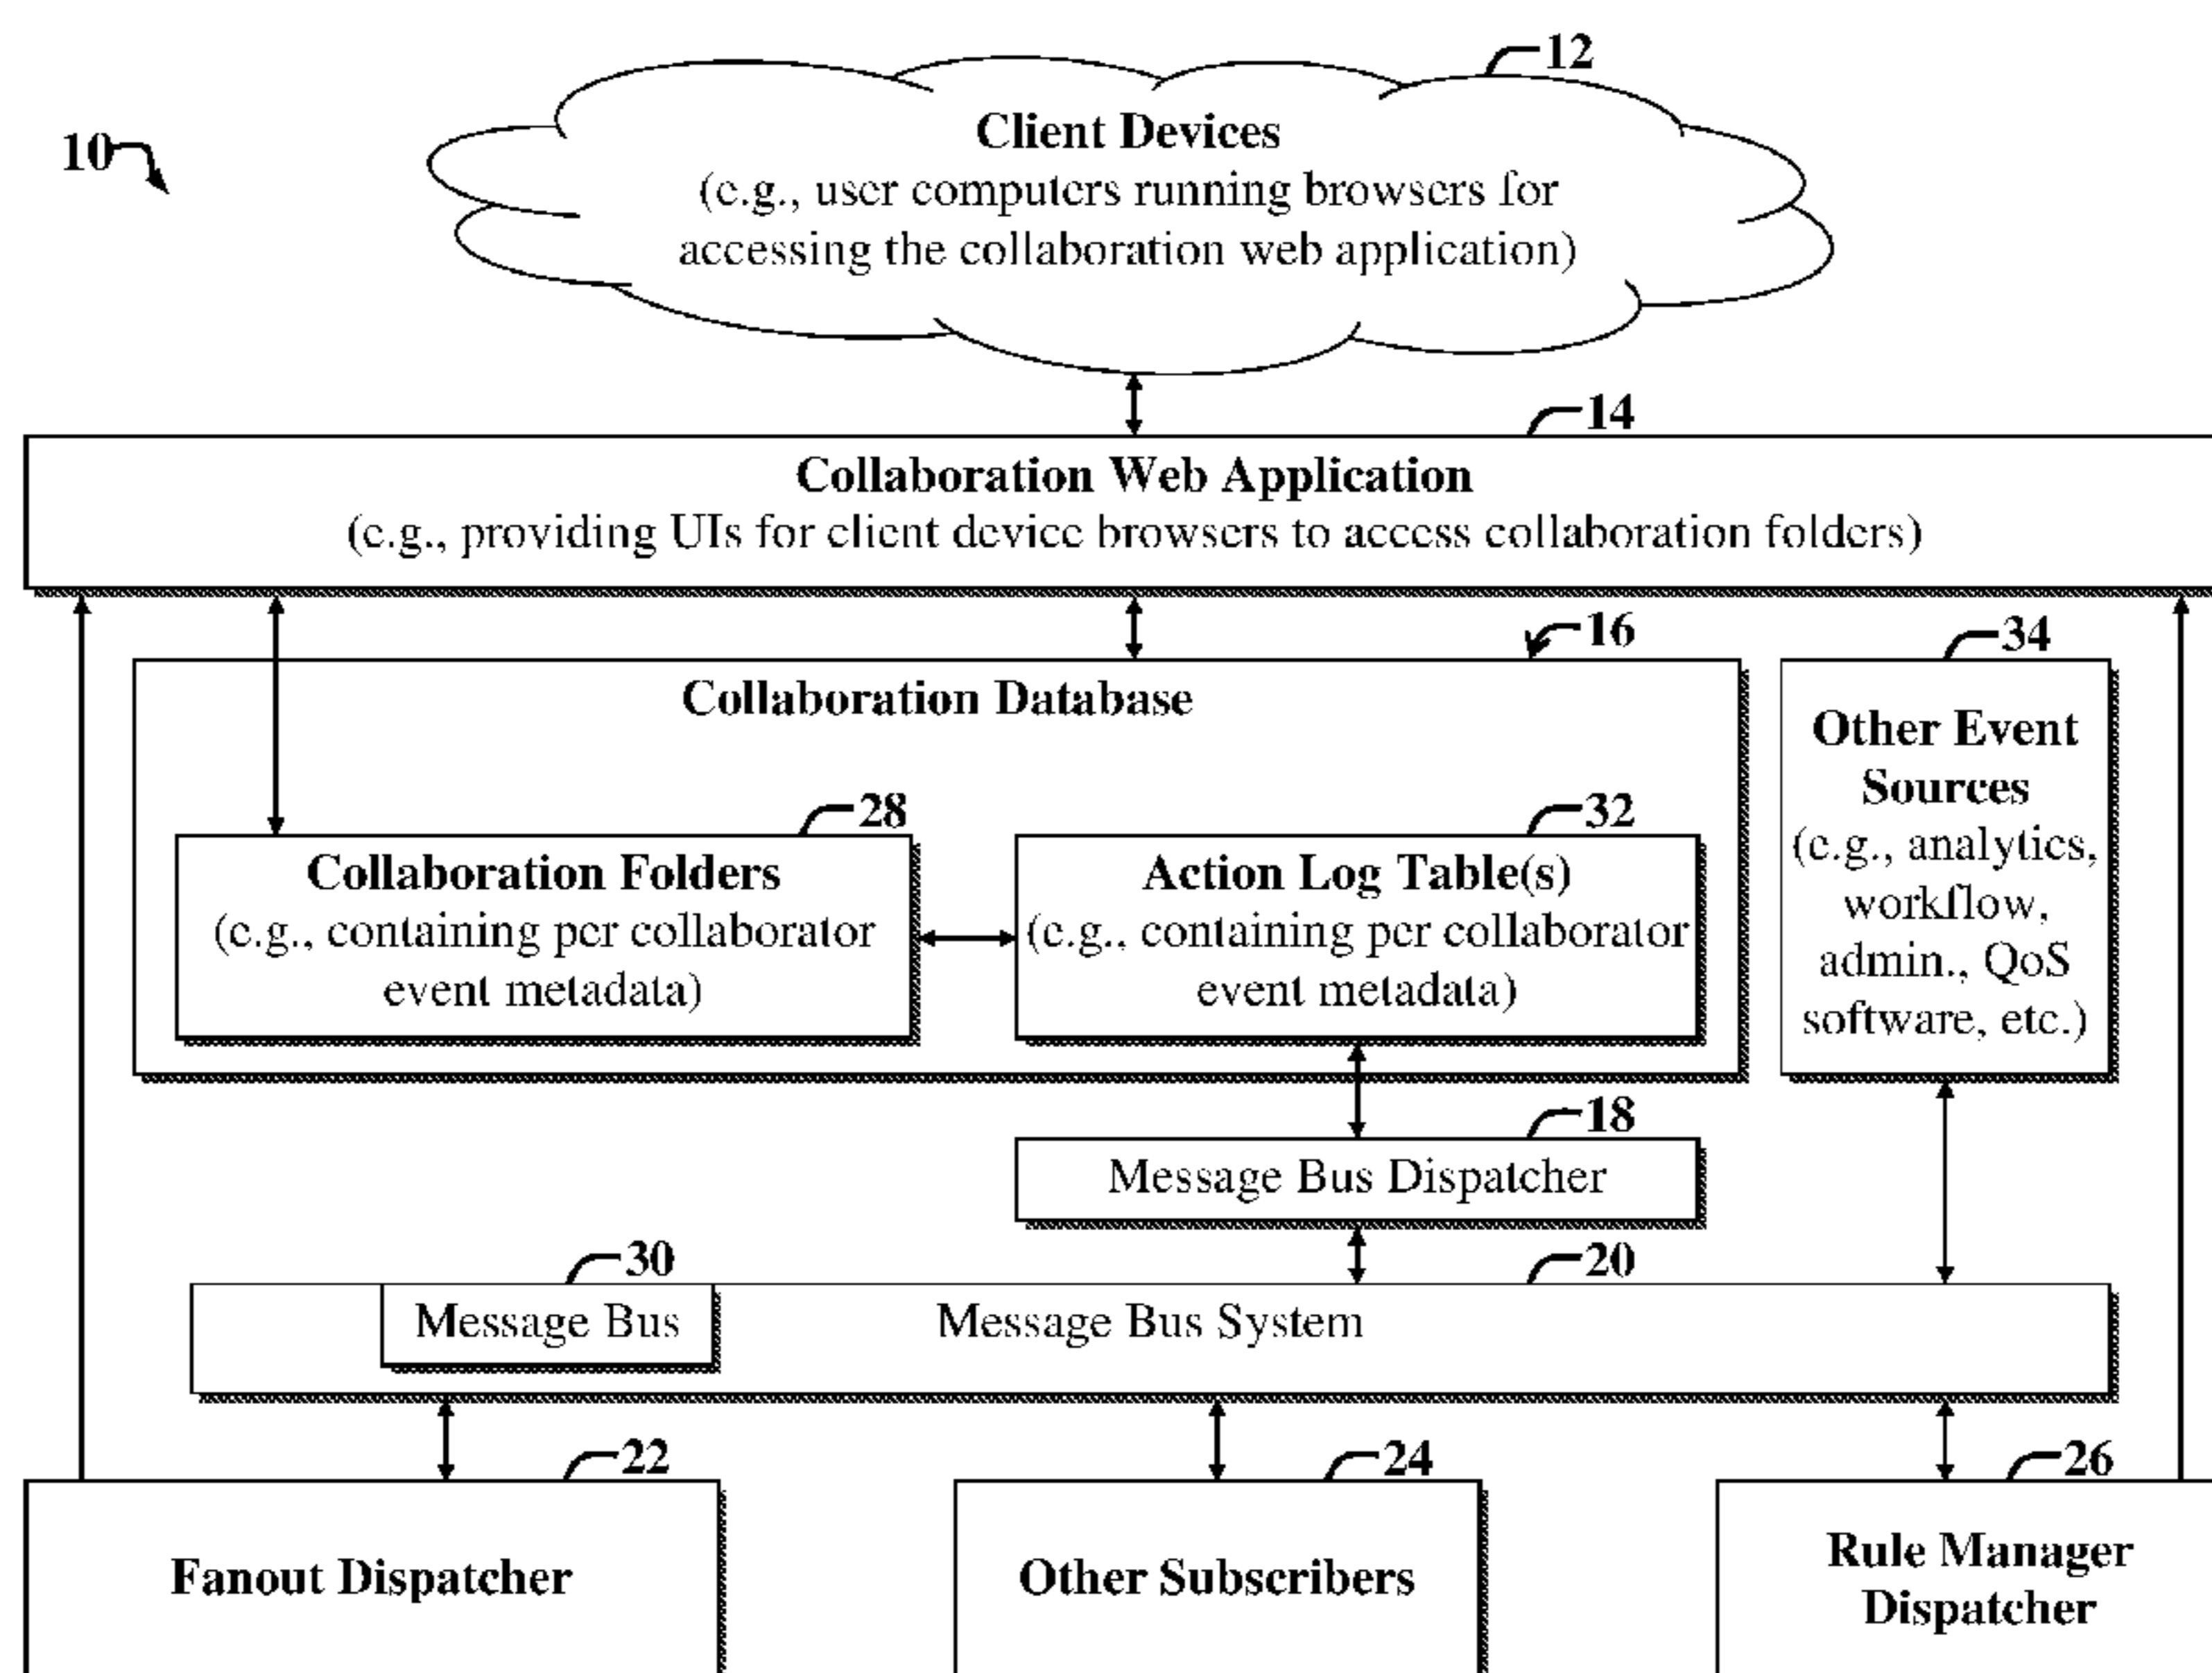 12
10
Client Devices
(e.g., user computers running browsers for
accessing the collaboration web application)
14
Collaboration Web Application
(e.g., providing UIs for client device browsers to access collaboration folders)
16
34
Collaboration Database
Other Event
Sources
(e.g., analytics,
workflow,
admin., QoS
software, etc.)
28
32
Collaboration Folders
(e.g., containing per collaborator
event metadata)
Action Log Table(s)
(e.g., containing per collaborator
event metadata)
18
Message Bus Dispatcher
30
20
Message Bus
Message Bus System
22
24
26
Fanout Dispatcher
Other Subscribers
Rule Manager
Dispatcher